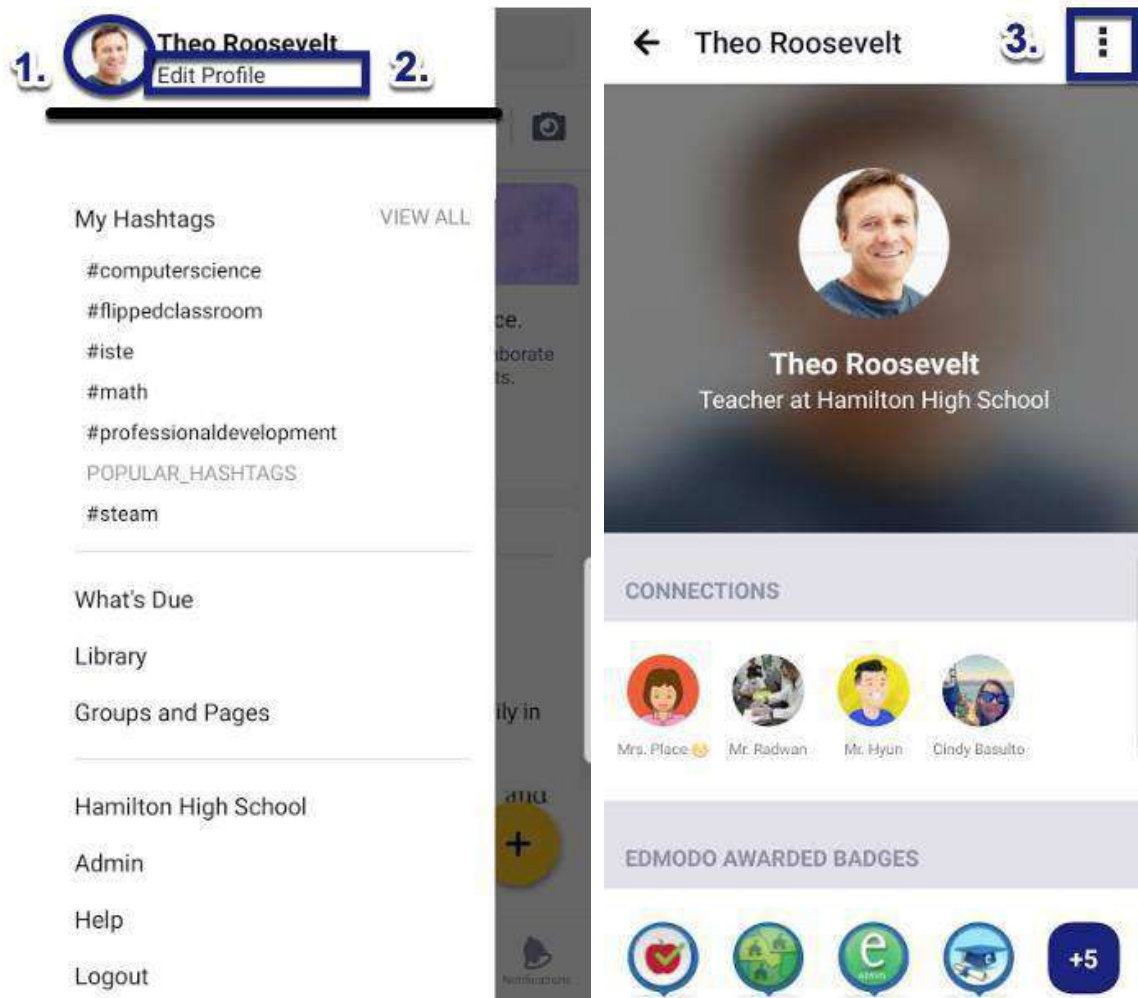 1.
Theo Roosevelt
Edit Profile
2.
My Hashtags VIEW ALL
#computerscience
#flippedclassroom
#iste
#math
#professionaldevelopment
POPULAR_HASHTAGS
#steam
What's Due
Library
Groups and Pages
Hamilton High School
Admin
Help
Logout
ce.
aborate
ts.
ily in
and
+
Notifications
Theo Roosevelt
3.
Theo Roosevelt
Teacher at Hamilton High School
CONNECTIONS
Mrs. Place Mr. Radwan Mr. Hyun Cindy Basulto
EDMODO AWARDED BADGES
e
ADMIN
+5